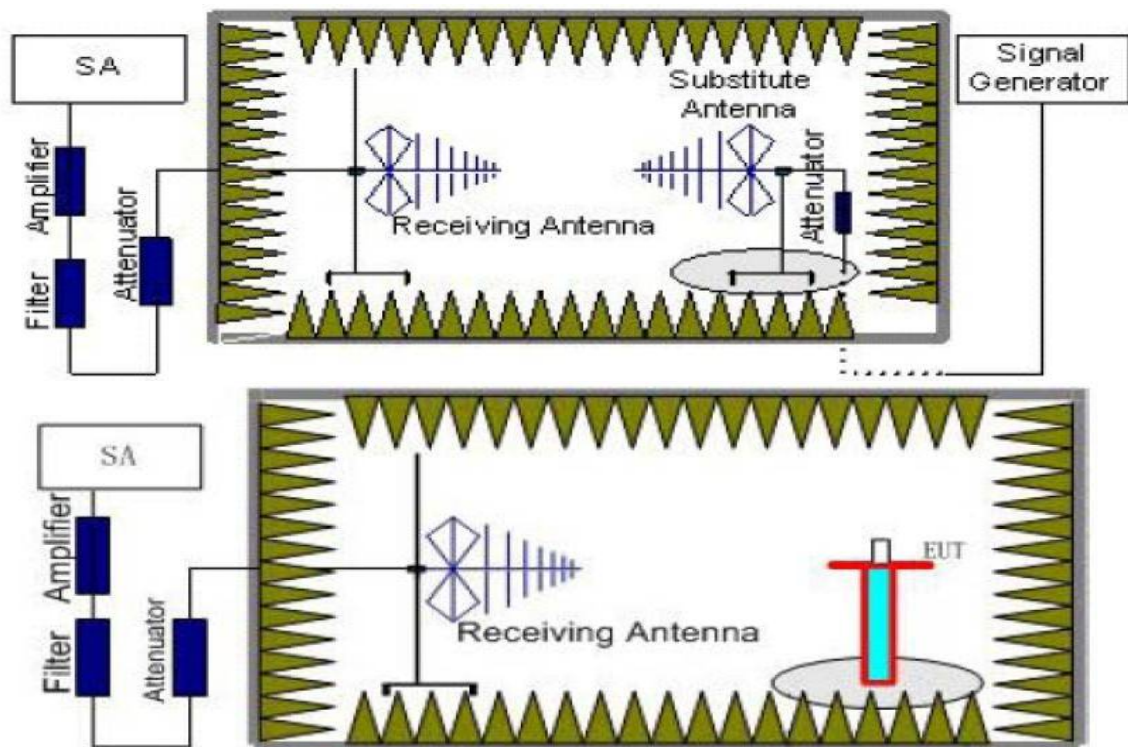 SA
Signal
Generator
Substitute
Antenna
Amplifier
Attenuator
Filter
Receiving Antenna
Attenuator
SA
Amplifier
Filter
Attenuator
Receiving Antenna
EUT